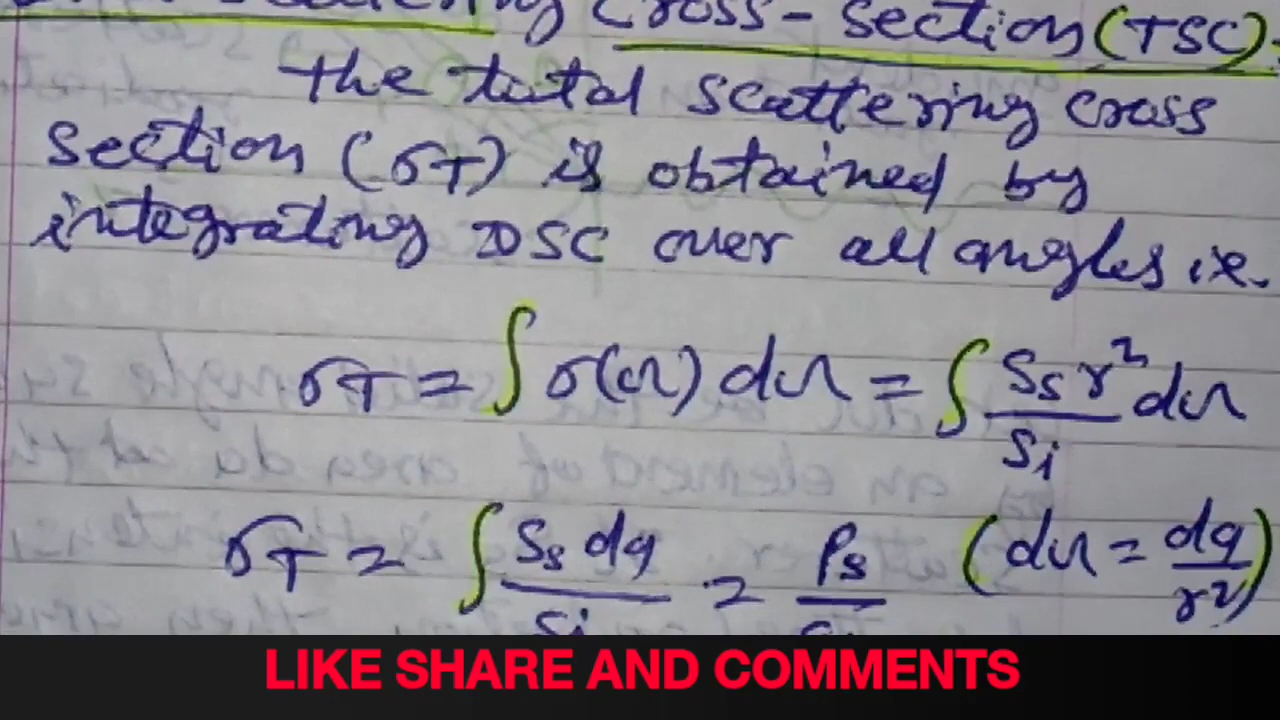 Cross-Section (TSC):
The total scattering cross
section (σT) is obtained by
integrating DSC over all angles i.e.
σT = ∫ σ(Ω) dΩ = ∫ Ss r² / Si dΩ
σT = ∫ Ss da / Si = Ps / Si (dΩ = da / r²)
LIKE SHARE AND COMMENTS